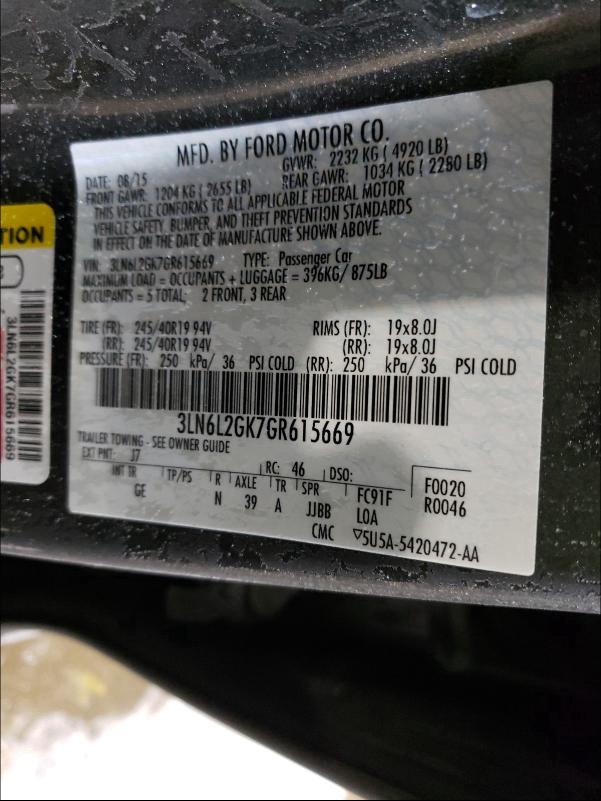 MFD. BY FORD MOTOR CO.
DATE: 08/15 GVWR: 2232 KG ( 4920 LB)
FRONT GAWR: 1204 KG ( 2655 LB) REAR GAWR: 1034 KG ( 2280 LB)
THIS VEHICLE CONFORMS TO ALL APPLICABLE FEDERAL MOTOR
VEHICLE SAFETY, BUMPER, AND THEFT PREVENTION STANDARDS
IN EFFECT ON THE DATE OF MANUFACTURE SHOWN ABOVE.
VIN: 3LN6L2GK7GR615669 TYPE: Passenger Car
MAXIMUM LOAD = OCCUPANTS + LUGGAGE = 396KG/ 875LB
OCCUPANTS = 5 TOTAL; 2 FRONT, 3 REAR
TIRE (FR): 245/40R19 94V RIMS (FR): 19x8.0J
(RR): 245/40R19 94V (RR): 19x8.0J
PRESSURE (FR): 250 kPa/ 36 PSI COLD (RR): 250 kPa/ 36 PSI COLD
3LN6L2GK7GR615669
TRAILER TOWING - SEE OWNER GUIDE
EXT PNT: J7 RC: 46 DSO: F0020
INT TR TP/PS R AXLE TR SPR FC91F R0046
GE N 39 A JJBB LOA
CMC ▽5U5A-5420472-AA
TION
3LN6L2GK7GR615669